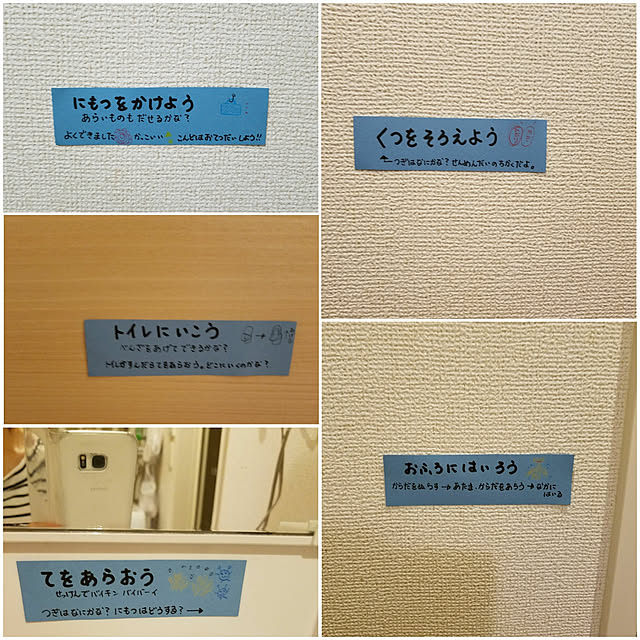 にもつをかけよう
あらいものも だせるかな?
よくできました かっこいい こんどはおてつだいしよう!!
くつをそろえよう
←つぎはなにかな? せんめんだいのちかくだよ。
トイレにいこう
べんざをあげて できるかな?
トイレがすんだらてをあらおう。どこにいくのかな?
おふろにはいろう
からだをぬらす→あたま、からだをあらう→なかに
はいる
てをあらおう
せっけんでバイキン バイバーイ
つぎはなにかな? にもつはどうする?→